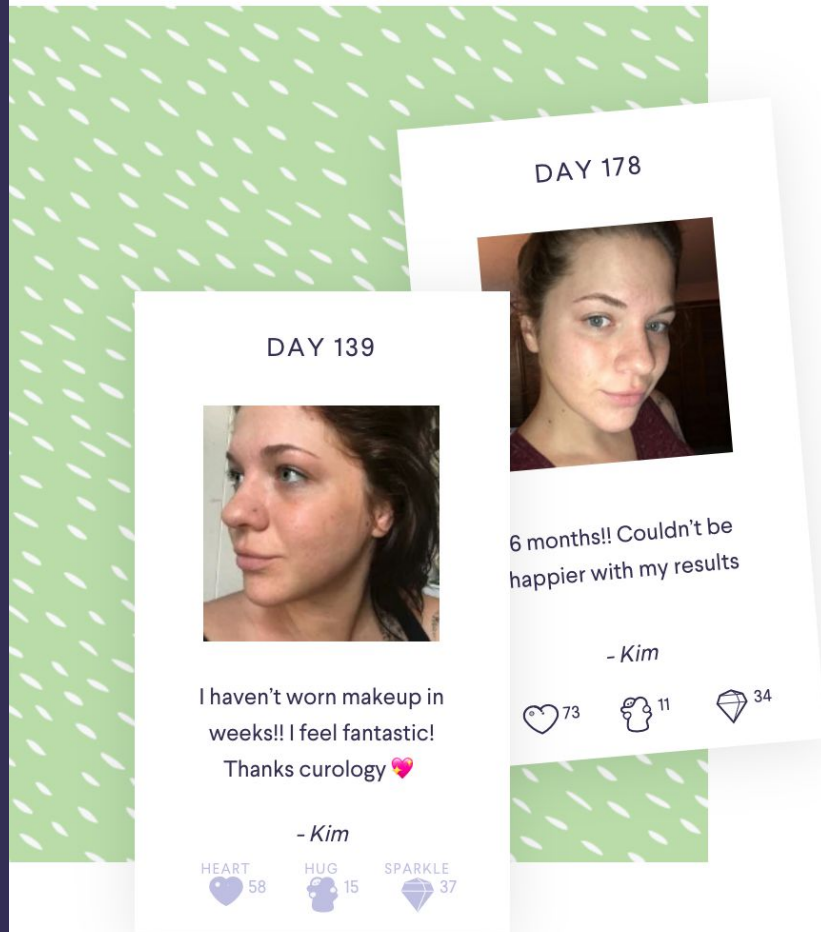 DAY 178
6 months!! Couldn't be
happier with my results
- Kim
73 11 34
DAY 139
I haven't worn makeup in
weeks!! I feel fantastic!
Thanks curology 💖
- Kim
HEART HUG SPARKLE
58 15 37